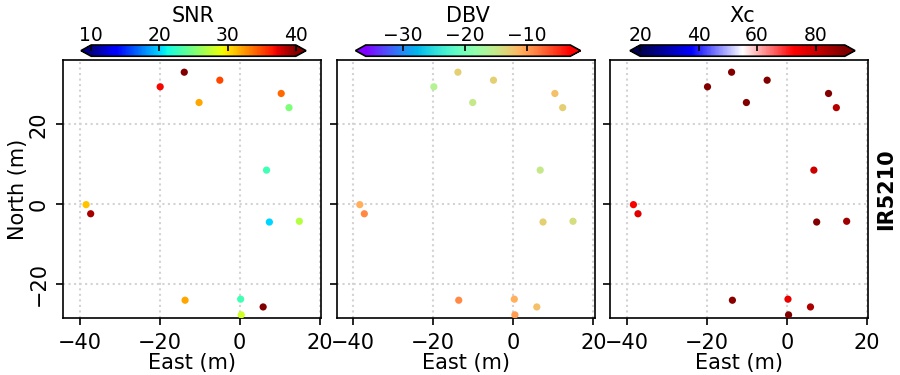 SNR DBV Xc
10 20 30 40 −30 −20 −10 20 40 60 80
North (m)
20
0
−20
IR5210
−40 −20 0 20 −40 −20 0 20 −40 −20 0 20
East (m) East (m) East (m)